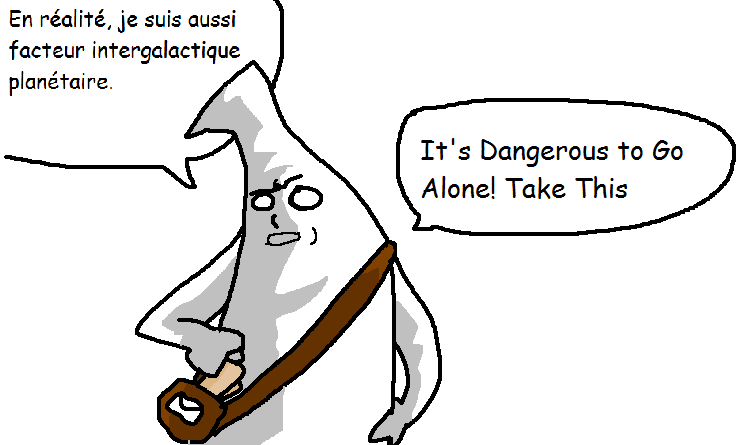 En réalité, je suis aussi
facteur intergalactique
planétaire.
It's Dangerous to Go
Alone! Take This